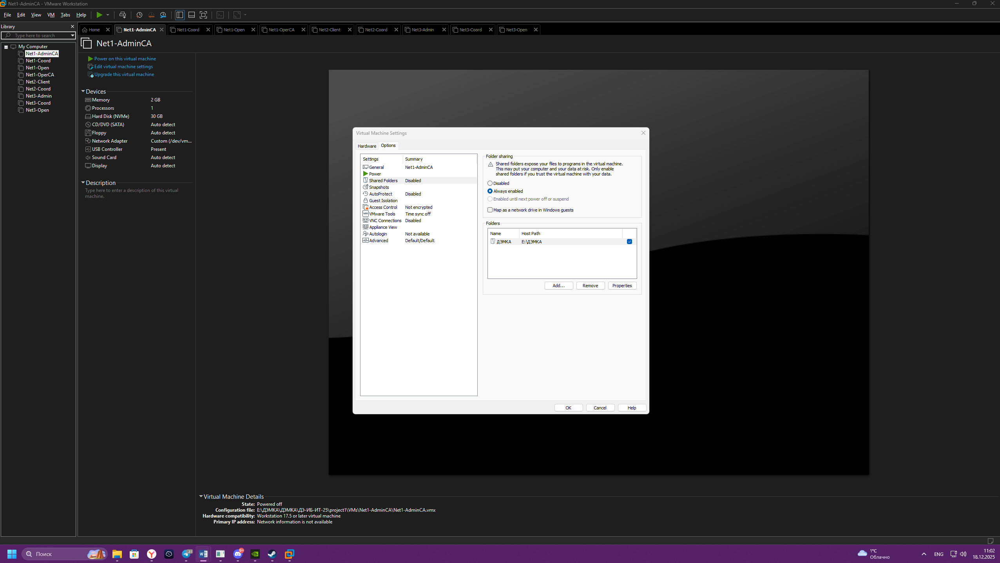 Net1-AdminCA - VMware Workstation
File Edit View VM Tabs Help
Library
Type here to search
My Computer
Net1-AdminCA
Net1-Coord
Net1-Open
Net1-OperCA
Net2-Client
Net2-Coord
Net3-Admin
Net3-Coord
Net3-Open
Home Net1-AdminCA Net1-Coord Net1-Open Net1-OperCA Net2-Client Net2-Coord Net3-Admin Net3-Coord Net3-Open
Net1-AdminCA
Power on this virtual machine
Edit virtual machine settings
Upgrade this virtual machine
Devices
Memory 2 GB
Processors 1
Hard Disk (NVMe) 30 GB
CD/DVD (SATA) Auto detect
Floppy Auto detect
Network Adapter Custom (/dev/vm...
USB Controller Present
Sound Card Auto detect
Display Auto detect
Description
Type here to enter a description of this virtual
machine.
Virtual Machine Settings
Hardware Options
Settings Summary
General Net1-AdminCA
Power
Shared Folders Disabled
Snapshots
AutoProtect Disabled
Guest Isolation
Access Control Not encrypted
VMware Tools Time sync off
VNC Connections Disabled
Appliance View
Autologin Not available
Advanced Default/Default
Folder sharing
Shared folders expose your files to programs in the virtual machine.
This may put your computer and your data at risk. Only enable
shared folders if you trust the virtual machine with your data.
Disabled
Always enabled
Enabled until next power off or suspend
Map as a network drive in Windows guests
Folders
Name Host Path
ДЭМКА E:\ДЭМКА
Add... Remove Properties
OK Cancel Help
Virtual Machine Details
State: Powered off
Configuration file: E:\ДЭМКА\ДЭМКА\ДЭ-ИБ-ИТ-25\project1\VMs\Net1-AdminCA\Net1-AdminCA.vmx
Hardware compatibility: Workstation 17.5 or later virtual machine
Primary IP address: Network information is not available
Поиск
31
9+
1°C
Облачно
ENG
11:02
18.12.2025